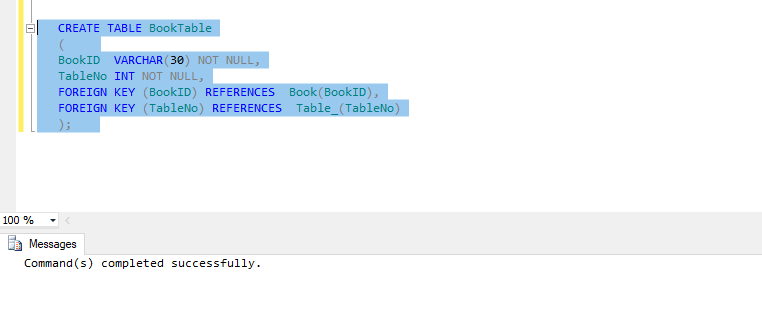 CREATE TABLE BookTable
(
BookID  VARCHAR(30) NOT NULL,
TableNo INT NOT NULL,
FOREIGN KEY (BookID) REFERENCES  Book(BookID),
FOREIGN KEY (TableNo) REFERENCES  Table_(TableNo)
);
100 %
Messages
Command(s) completed successfully.